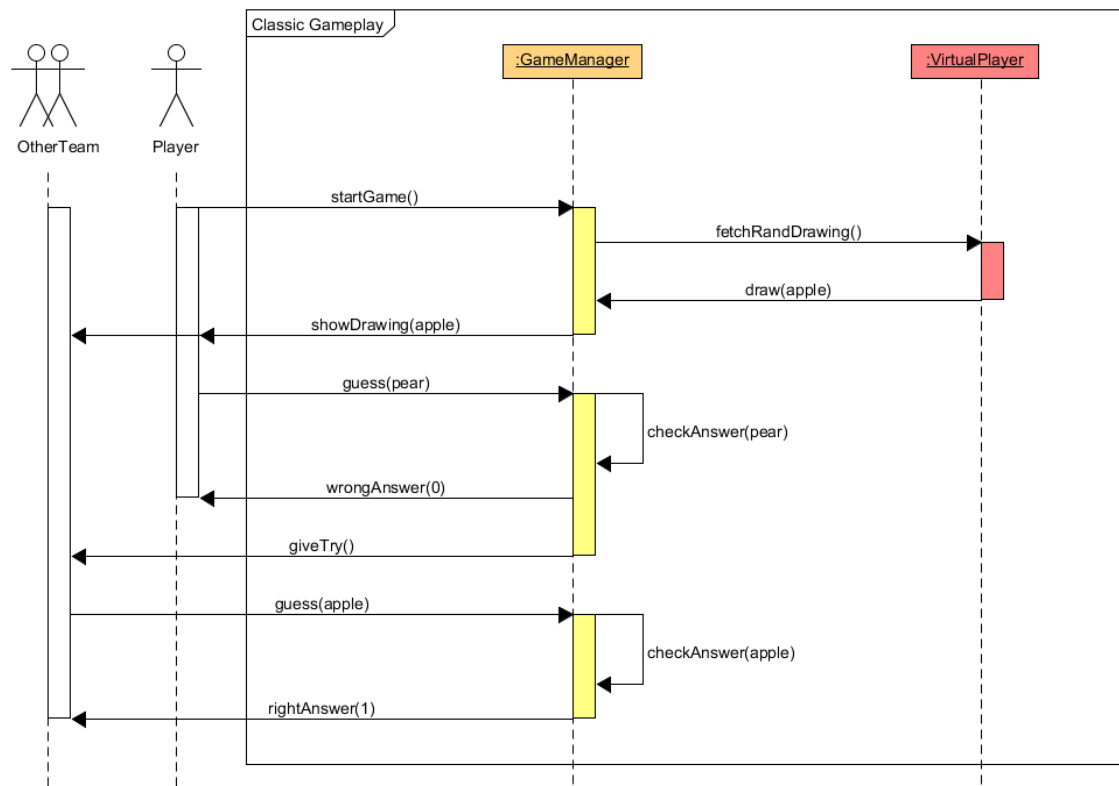 Classic Gameplay
:GameManager
:VirtualPlayer
OtherTeam
Player
startGame()
fetchRandDrawing()
draw(apple)
showDrawing(apple)
guess(pear)
checkAnswer(pear)
wrongAnswer(0)
giveTry()
guess(apple)
checkAnswer(apple)
rightAnswer(1)